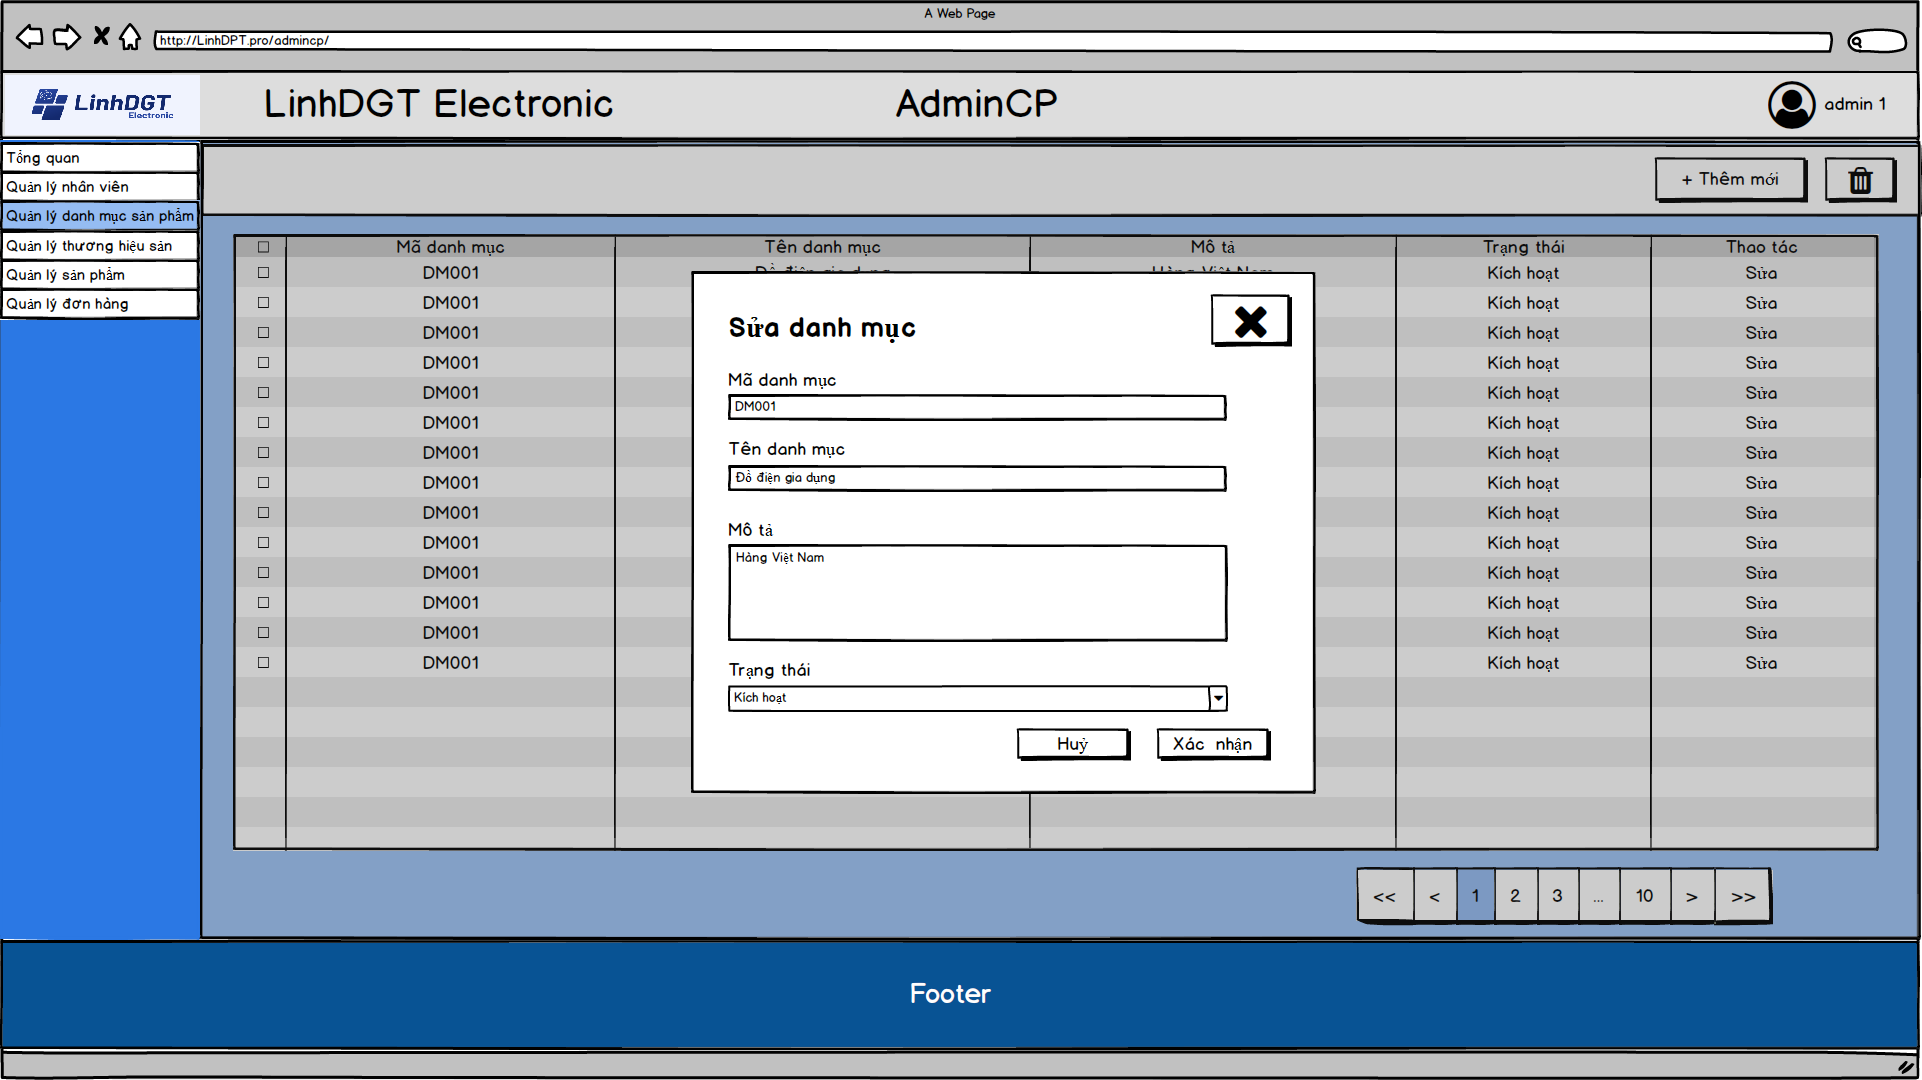 A Web Page
http://LinhDPT.pro/admincp/
LinhDGT
Electronic
LinhDGT Electronic
AdminCP
admin 1
Tổng quan
Quản lý nhân viên
Quản lý danh mục sản phẩm
Quản lý thương hiệu sản
Quản lý sản phẩm
Quản lý đơn hàng
+ Thêm mới
Mã danh mục Tên danh mục Mô tả Trạng thái Thao tác
DM001 Đồ điện gia dụng Hàng Việt Nam Kích hoạt Sửa
DM001 Kích hoạt Sửa
DM001 Kích hoạt Sửa
DM001 Kích hoạt Sửa
DM001 Kích hoạt Sửa
DM001 Kích hoạt Sửa
DM001 Kích hoạt Sửa
DM001 Kích hoạt Sửa
DM001 Kích hoạt Sửa
DM001 Kích hoạt Sửa
DM001 Kích hoạt Sửa
DM001 Kích hoạt Sửa
DM001 Kích hoạt Sửa
DM001 Kích hoạt Sửa
Sửa danh mục
Mã danh mục
DM001
Tên danh mục
Đồ điện gia dụng
Mô tả
Hàng Việt Nam
Trạng thái
Kích hoạt
Huỷ
Xác nhận
<< < 1 2 3 ... 10 > >>
Footer